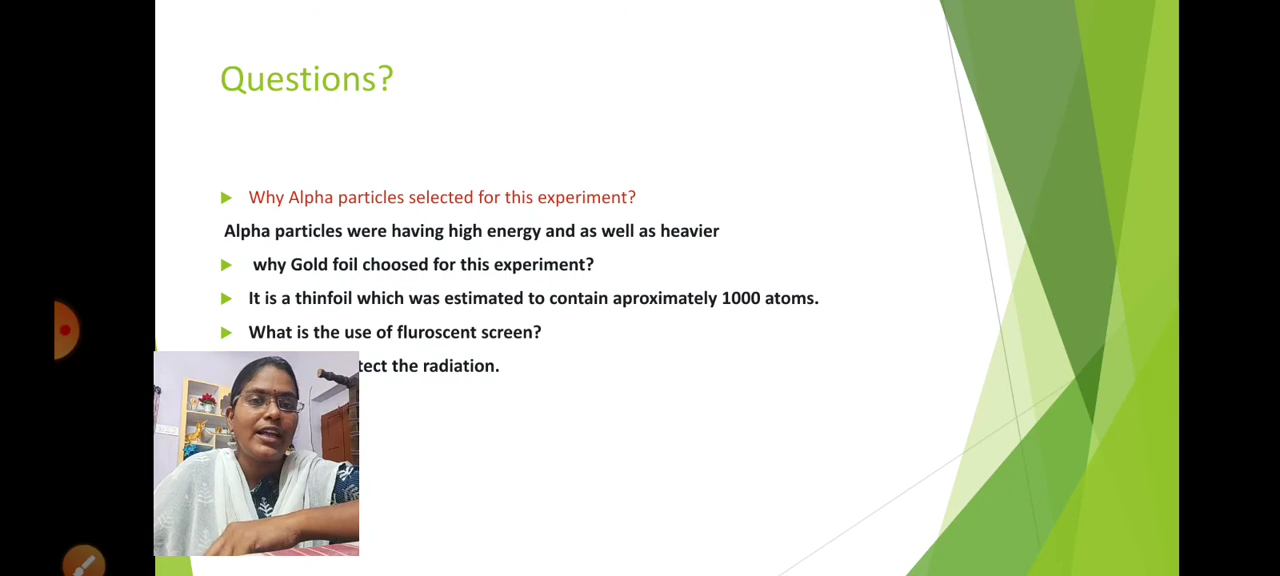 Questions?
Why Alpha particles selected for this experiment?
Alpha particles were having high energy and as well as heavier
why Gold foil choosed for this experiment?
It is a thinfoil which was estimated to contain aproximately 1000 atoms.
What is the use of fluroscent screen?
the radiation.